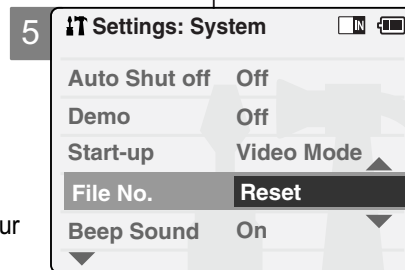 5
Settings: System
IN
Auto Shut off Off
Demo Off
Start-up Video Mode
File No. Reset
ur
Beep Sound On